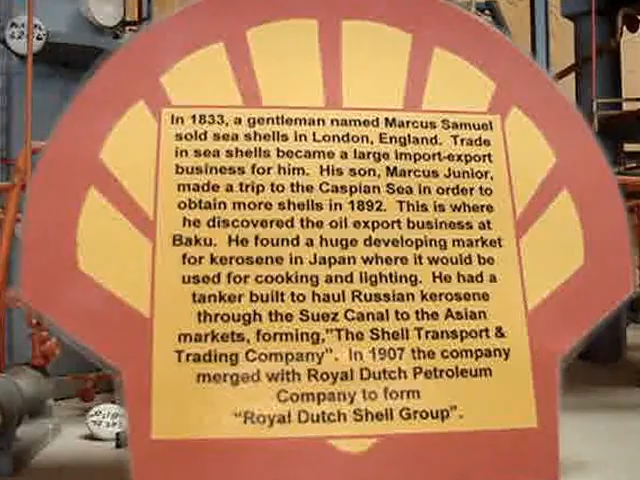 In 1833, a gentleman named Marcus Samuel
sold sea shells in London, England. Trade
in sea shells became a large import-export
business for him. His son, Marcus Junior,
made a trip to the Caspian Sea in order to
obtain more shells in 1892. This is where
he discovered the oil export business at
Baku. He found a huge developing market
for kerosene in Japan where it would be
used for cooking and lighting. He had a
tanker built to haul Russian kerosene
through the Suez Canal to the Asian
markets, forming,"The Shell Transport &
Trading Company". In 1907 the company
merged with Royal Dutch Petroleum
Company to form
"Royal Dutch Shell Group".